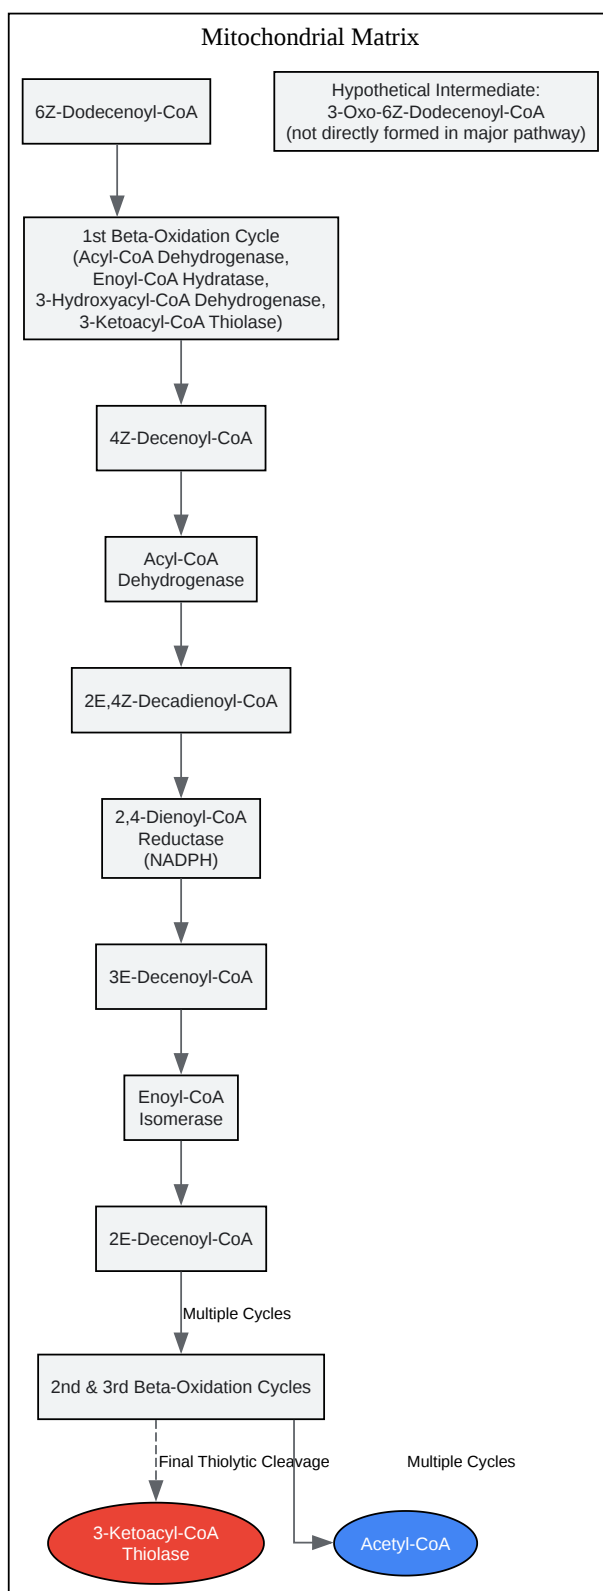 Mitochondrial Matrix
6Z-Dodecenoyl-CoA
Hypothetical Intermediate:
3-Oxo-6Z-Dodecenoyl-CoA
(not directly formed in major pathway)
1st Beta-Oxidation Cycle
(Acyl-CoA Dehydrogenase,
Enoyl-CoA Hydratase,
3-Hydroxyacyl-CoA Dehydrogenase,
3-Ketoacyl-CoA Thiolase)
4Z-Decenoyl-CoA
Acyl-CoA
Dehydrogenase
2E,4Z-Decadienoyl-CoA
2,4-Dienoyl-CoA
Reductase
(NADPH)
3E-Decenoyl-CoA
Enoyl-CoA
Isomerase
2E-Decenoyl-CoA
Multiple Cycles
2nd & 3rd Beta-Oxidation Cycles
Final Thiolytic Cleavage
Multiple Cycles
3-Ketoacyl-CoA
Thiolase
Acetyl-CoA